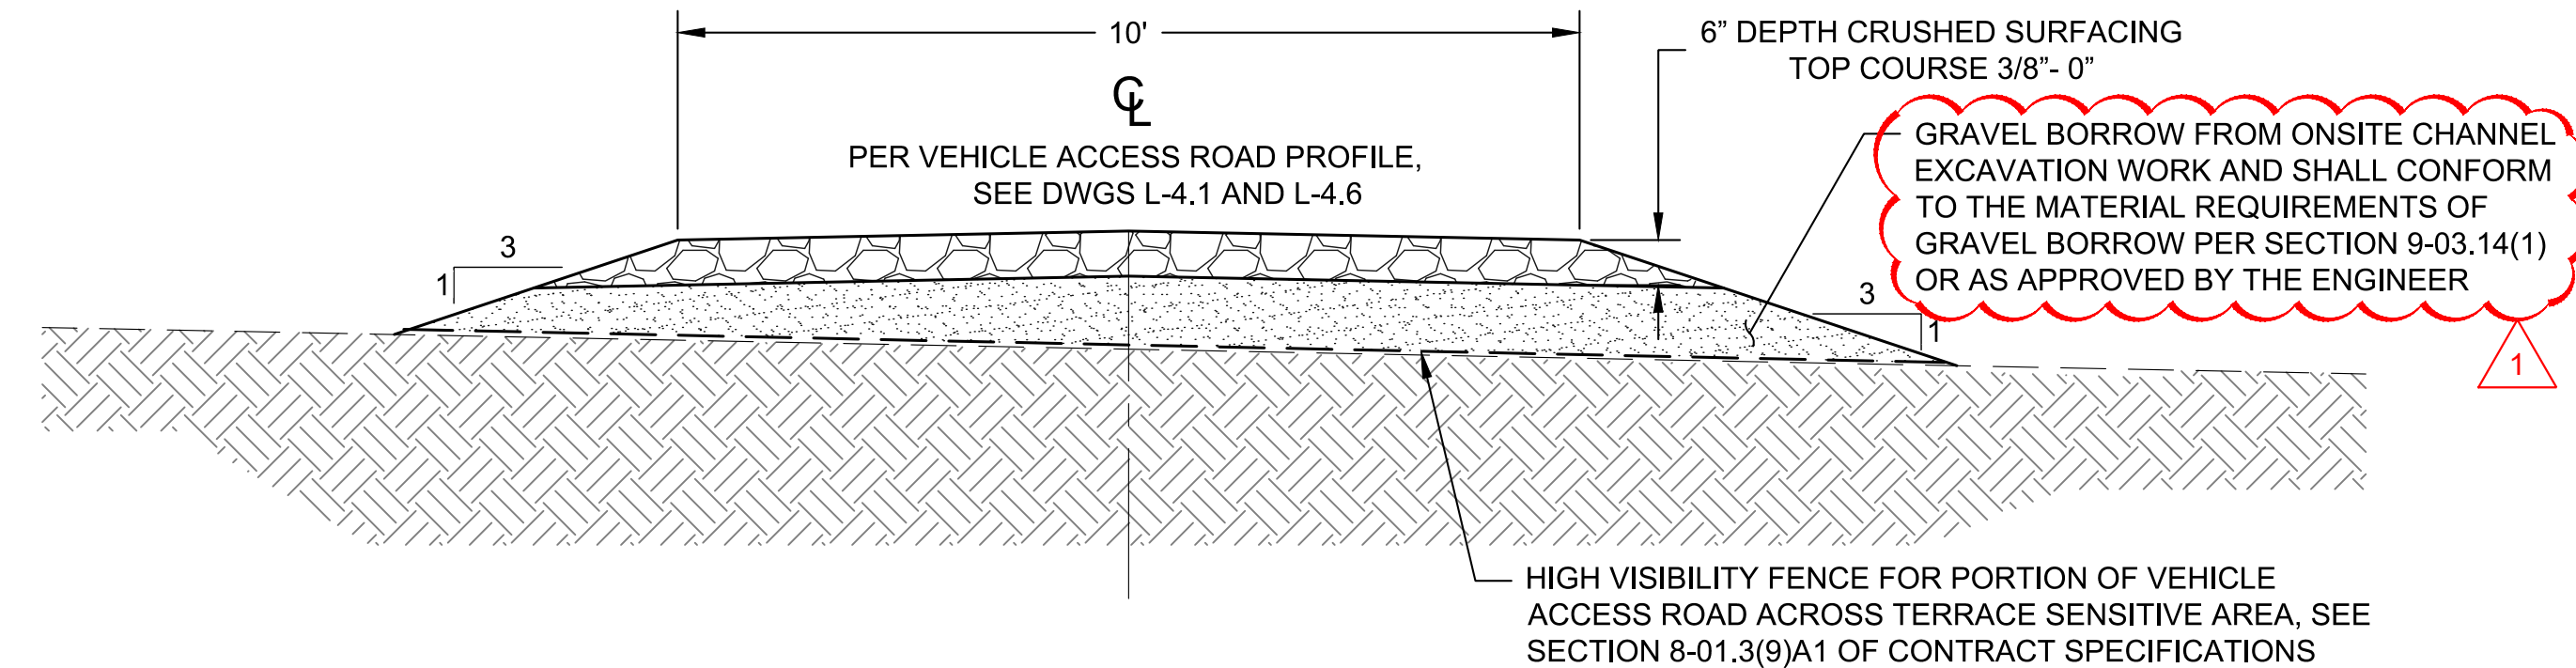 10'
6” DEPTH CRUSHED SURFACING
TOP COURSE 3/8”- 0”
℄
PER VEHICLE ACCESS ROAD PROFILE,
SEE DWGS L-4.1 AND L-4.6
GRAVEL BORROW FROM ONSITE CHANNEL
EXCAVATION WORK AND SHALL CONFORM
TO THE MATERIAL REQUIREMENTS OF
GRAVEL BORROW PER SECTION 9-03.14(1)
OR AS APPROVED BY THE ENGINEER
3
1
3
1
1
HIGH VISIBILITY FENCE FOR PORTION OF VEHICLE
ACCESS ROAD ACROSS TERRACE SENSITIVE AREA, SEE
SECTION 8-01.3(9)A1 OF CONTRACT SPECIFICATIONS